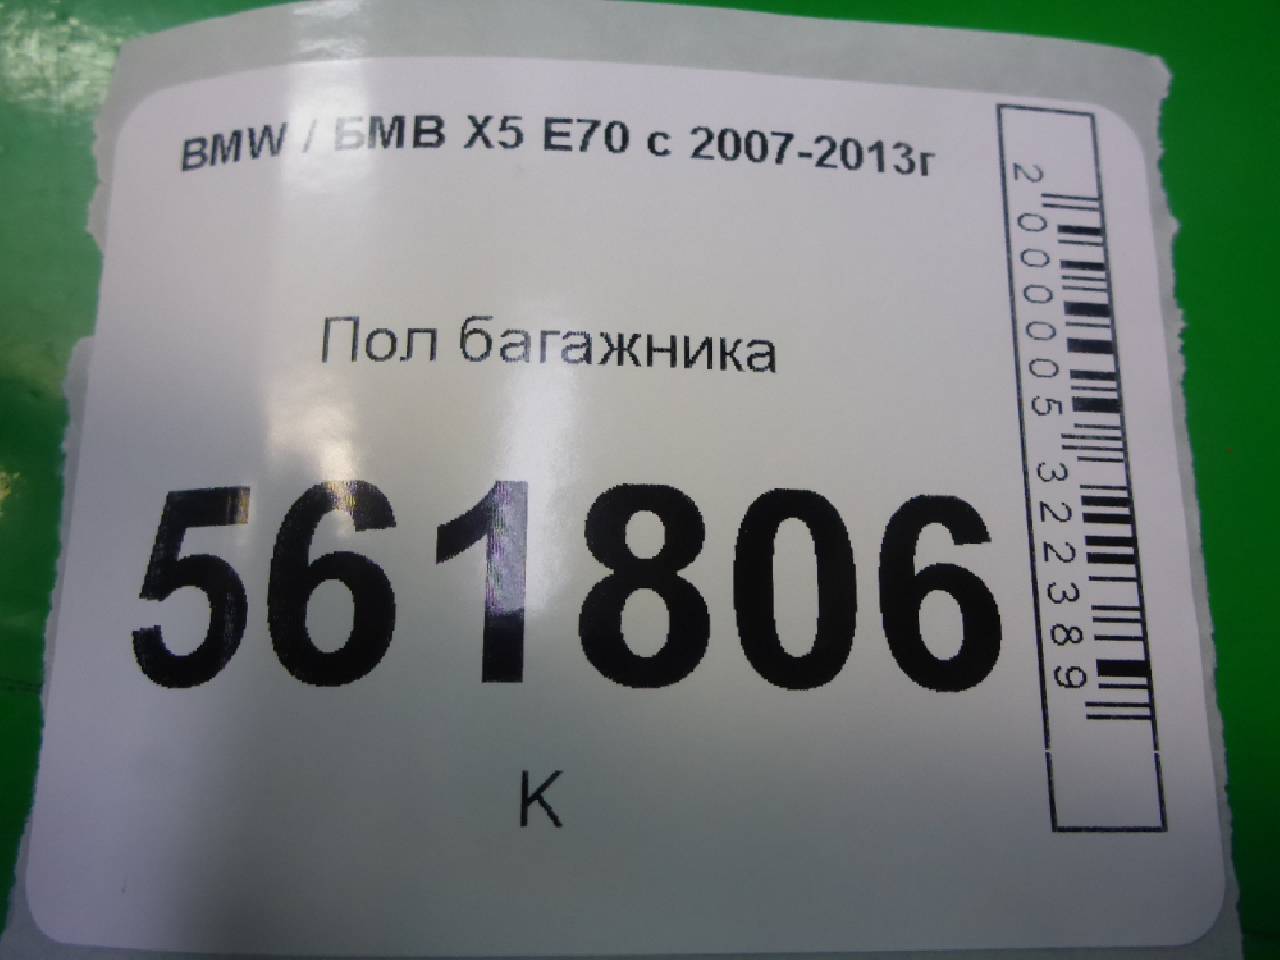 BMW / БМВ X5 E70 с 2007-2013г
Пол багажника
561806
К
2000005322389